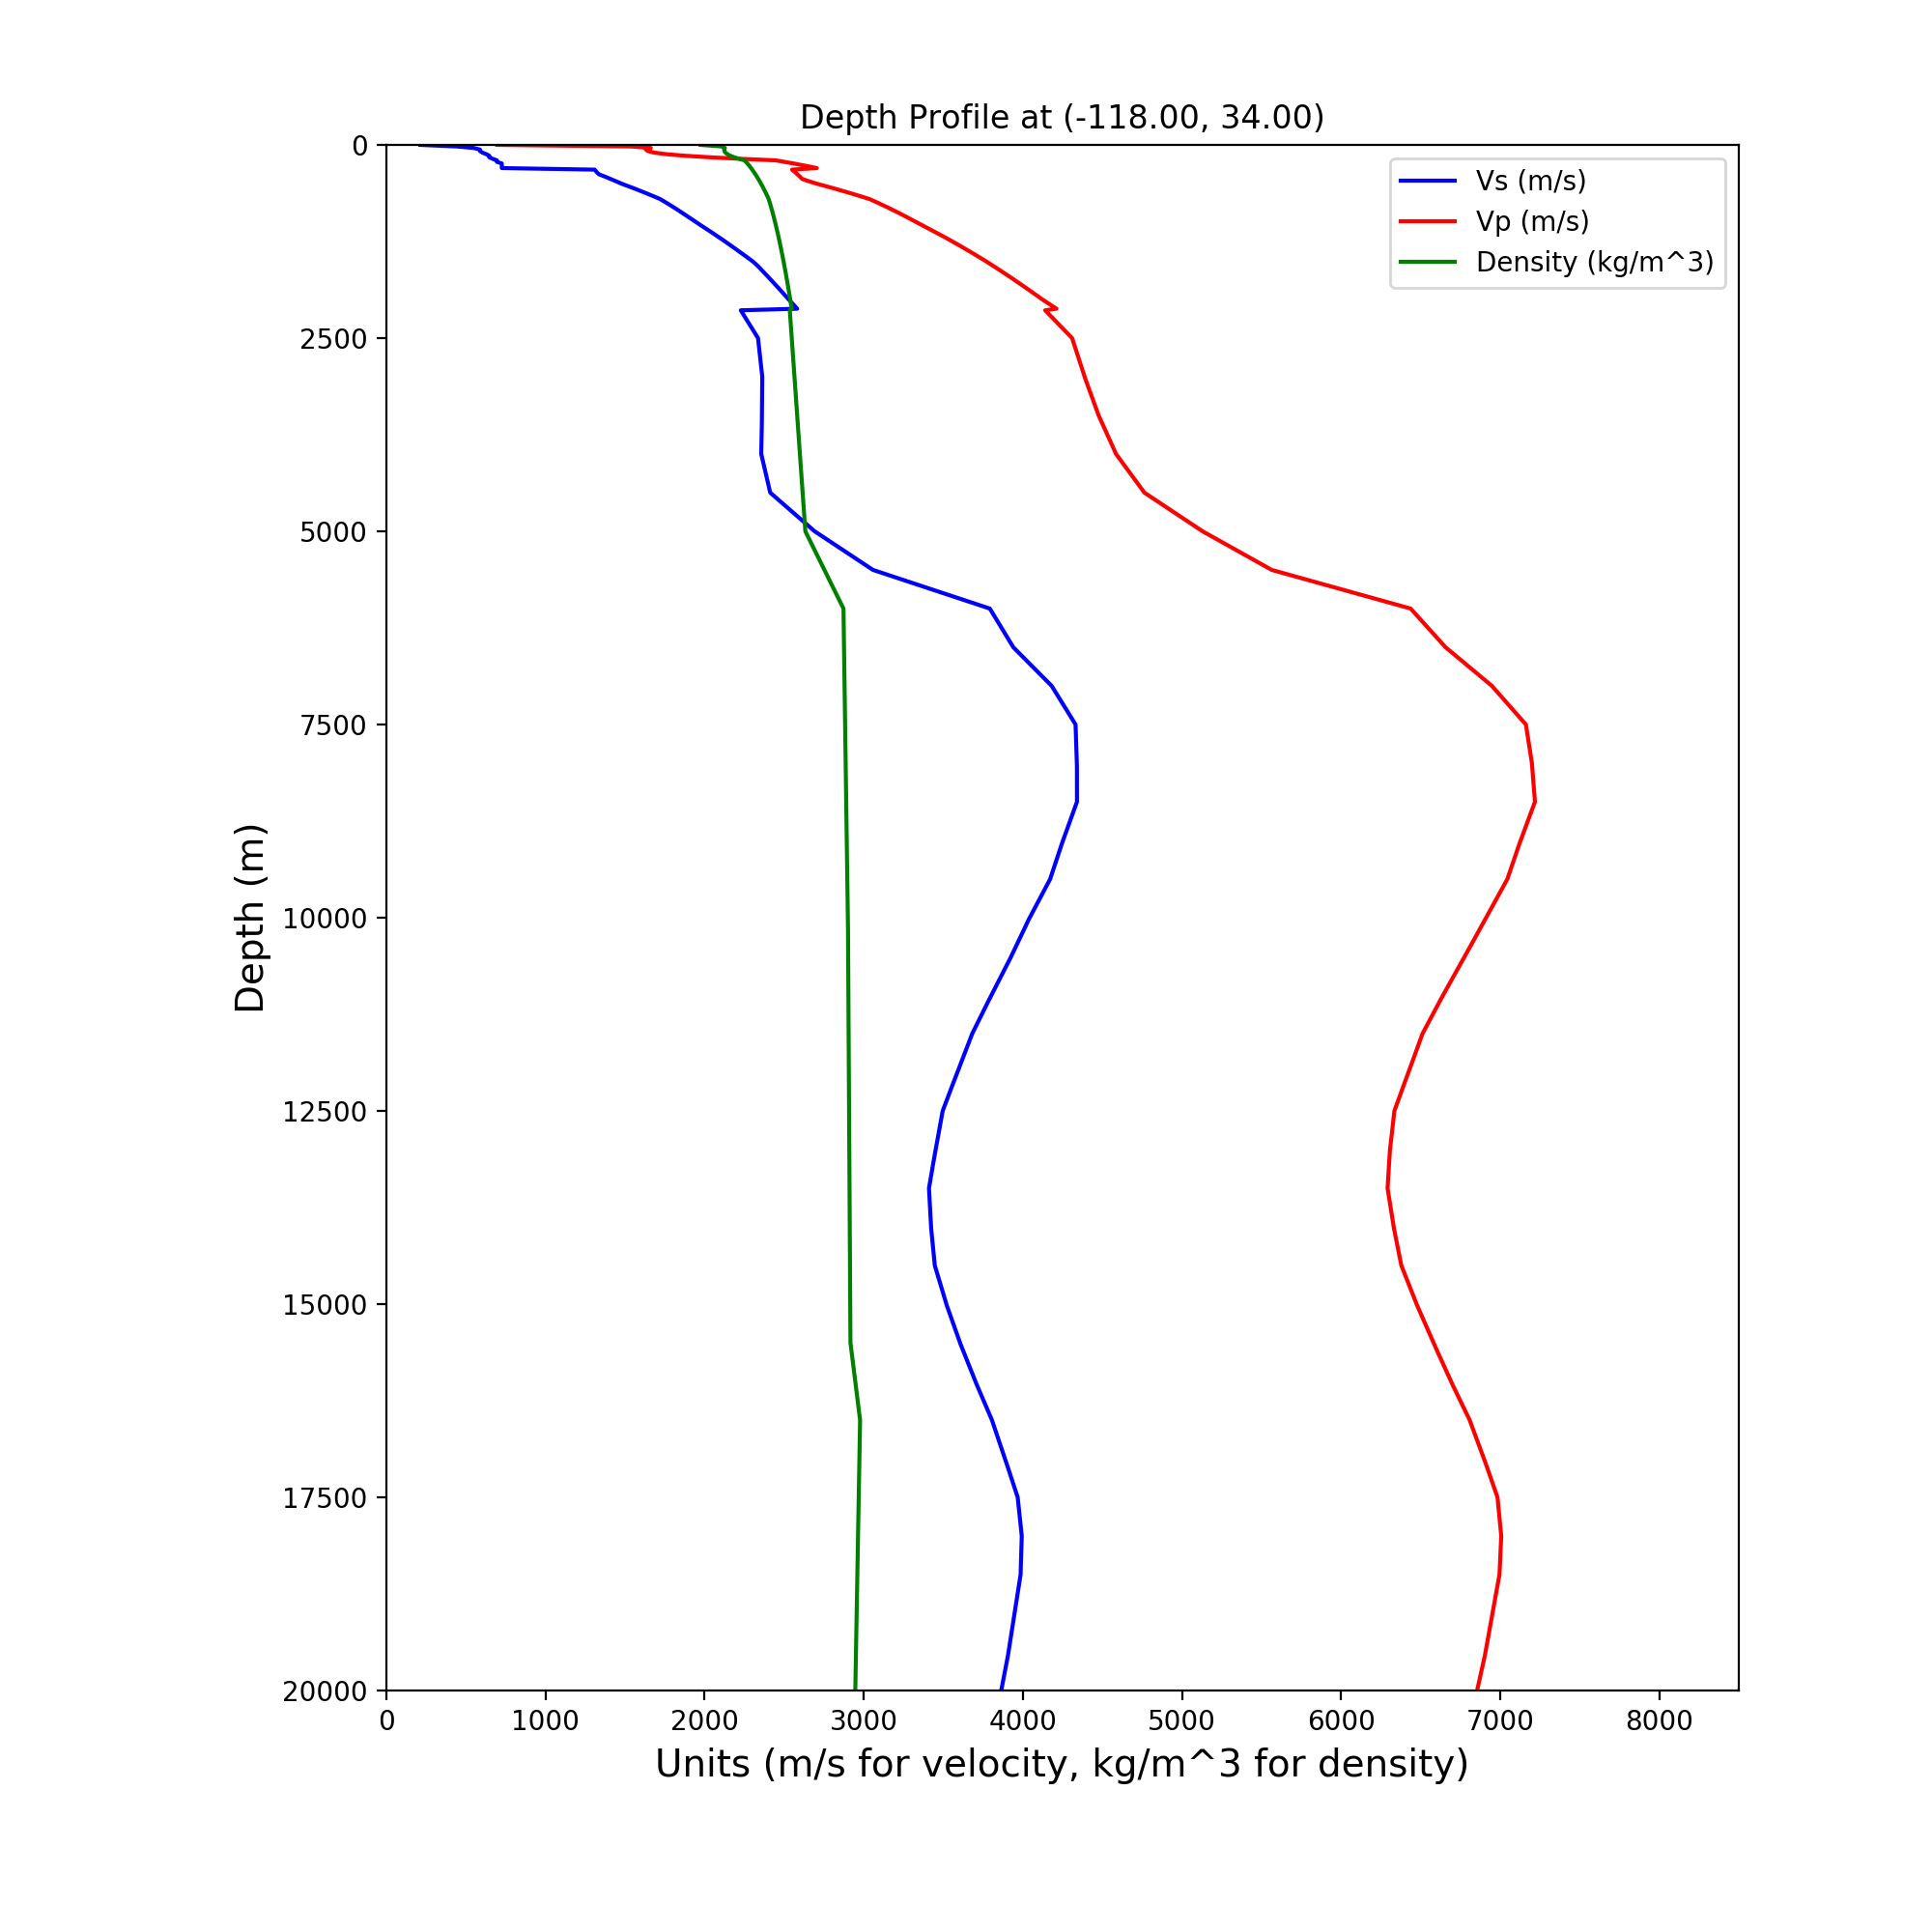 Depth Profile at (-118.00, 34.00)
Vs (m/s)
Vp (m/s)
Density (kg/m^3)
0
2500
5000
7500
10000
12500
15000
17500
20000
Depth (m)
0 1000 2000 3000 4000 5000 6000 7000 8000
Units (m/s for velocity, kg/m^3 for density)